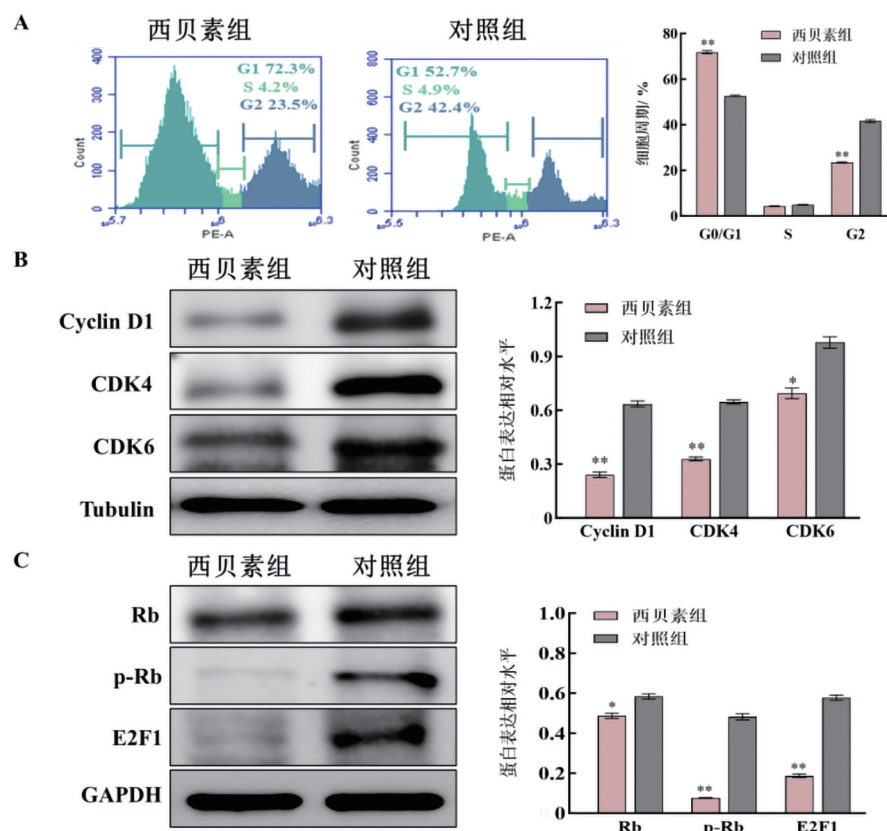 A
西贝素组
G1 72.3%
S 4.2%
G2 23.5%
Count
400
300
200
100
0
PE-A
对照组
G1 52.7%
S 4.9%
G2 42.4%
Count
800
600
400
200
0
PE-A
西贝素组
对照组
细胞周期/ %
80
60
40
20
0
**
**
G0/G1 S G2
B
西贝素组 对照组
Cyclin D1
CDK4
CDK6
Tubulin
西贝素组
对照组
蛋白表达相对水平
1.2
0.9
0.6
0.3
0
**
**
*
Cyclin D1 CDK4 CDK6
C
西贝素组 对照组
Rb
p-Rb
E2F1
GAPDH
西贝素组
对照组
蛋白表达相对水平
1.0
0.8
0.6
0.4
0.2
0
*
**
**
Rb p-Rb E2F1